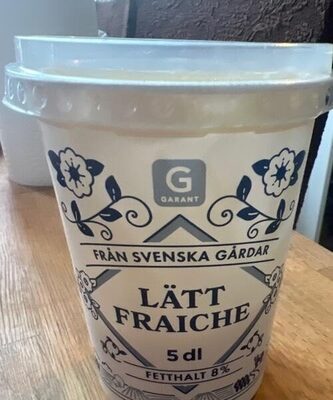 G
GARANT
FRÅN SVENSKA GÅRDAR
LÄTT
FRAICHE
5 dl
FETTHALT 8%